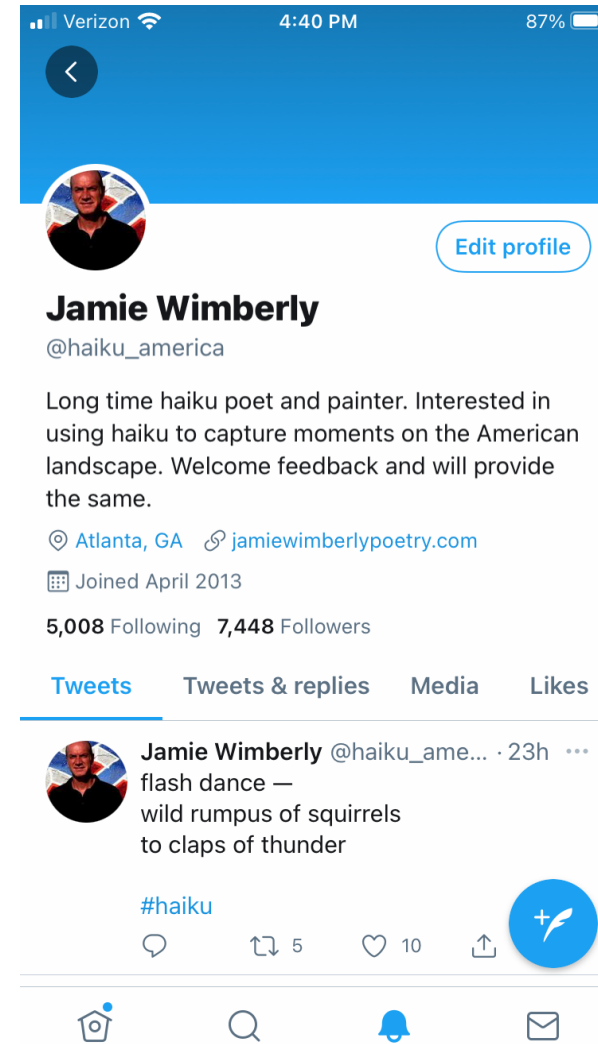 Verizon 4:40 PM 87%
Edit profile
Jamie Wimberly
@haiku_america
Long time haiku poet and painter. Interested in
using haiku to capture moments on the American
landscape. Welcome feedback and will provide
the same.
Atlanta, GA jamiewimberlypoetry.com
Joined April 2013
5,008 Following 7,448 Followers
Tweets Tweets & replies Media Likes
Jamie Wimberly @haiku_ame... · 23h
flash dance —
wild rumpus of squirrels
to claps of thunder
#haiku
5 10